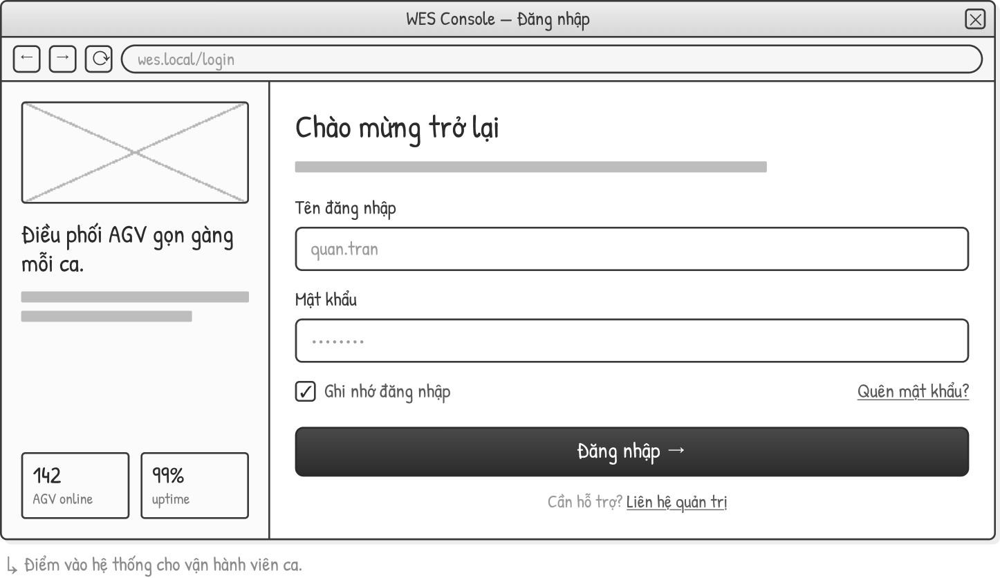 WES Console — Đăng nhập
← → ⟳ wes.local/login
Điều phối AGV gọn gàng
mỗi ca.
142
AGV online
99%
uptime
Chào mừng trở lại
Tên đăng nhập
quan.tran
Mật khẩu
••••••••
✓ Ghi nhớ đăng nhập
Quên mật khẩu?
Đăng nhập →
Cần hỗ trợ? Liên hệ quản trị
↳ Điểm vào hệ thống cho vận hành viên ca.